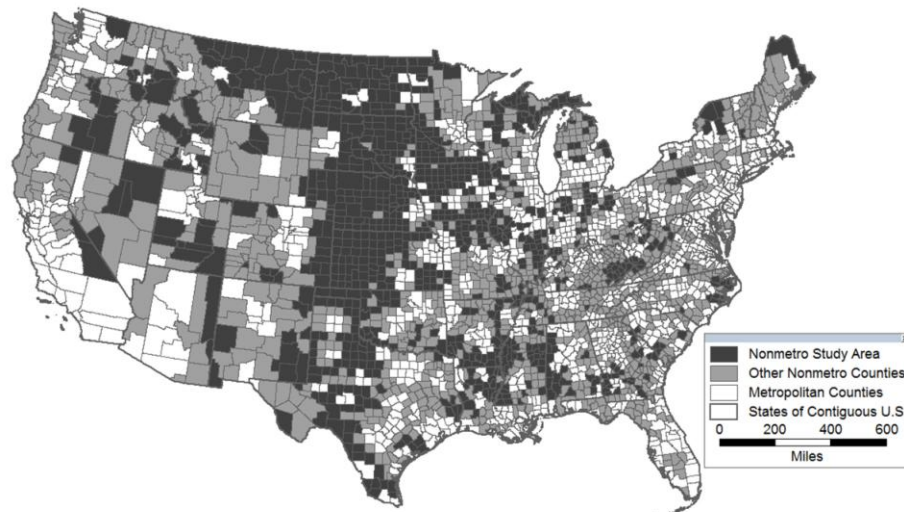 Nonmetro Study Area
Other Nonmetro Counties
Metropolitan Counties
States of Contiguous U.S
0 200 400 600
Miles